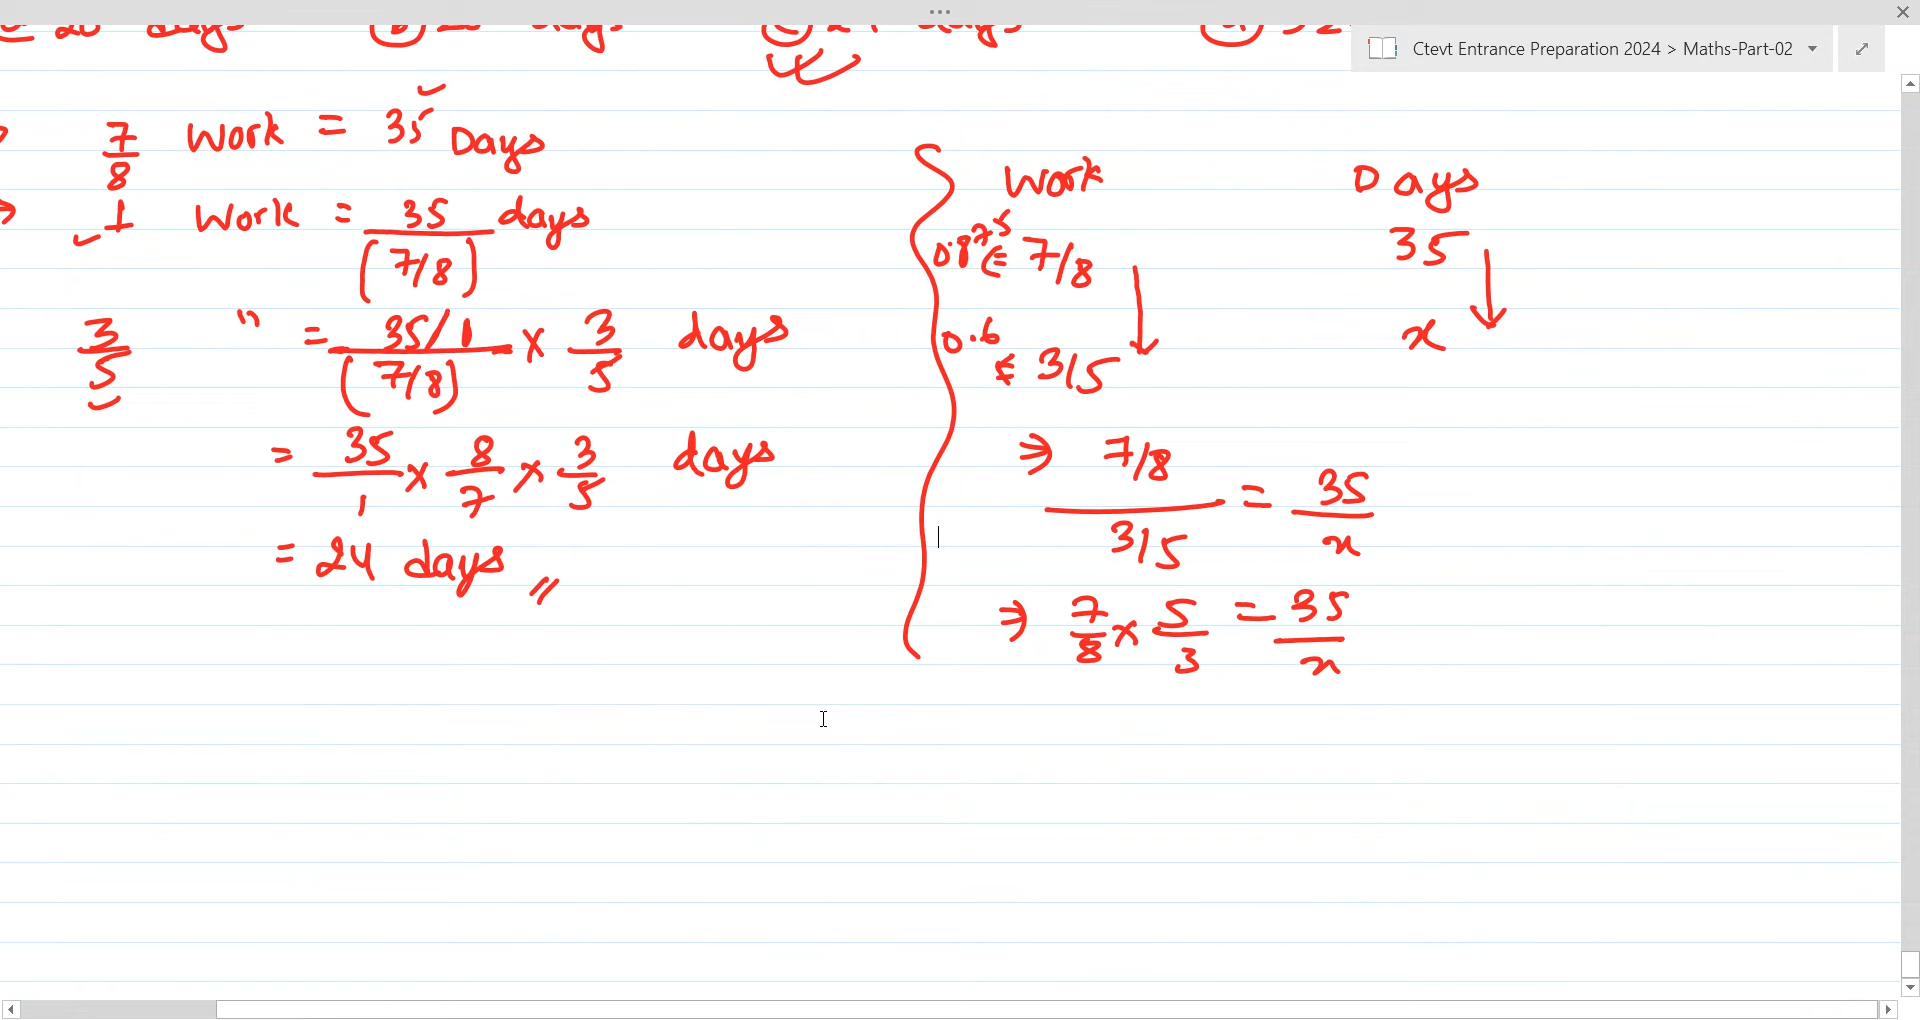 Ctevt Entrance Preparation 2024 > Maths-Part-02
days
days
days
7/8 Work = 35 Days
1 Work = 35/(7/8) days
3/5 " = (35/1)/(7/8) × 3/5 days
= 35/1 × 8/7 × 3/5 days
= 24 days //
Work Days
0.875 ⇐ 7/8 35
0.6 ⇐ 3/5 x
⇒ (7/8)/(3/5) = 35/x
⇒ 7/8 × 5/3 = 35/x